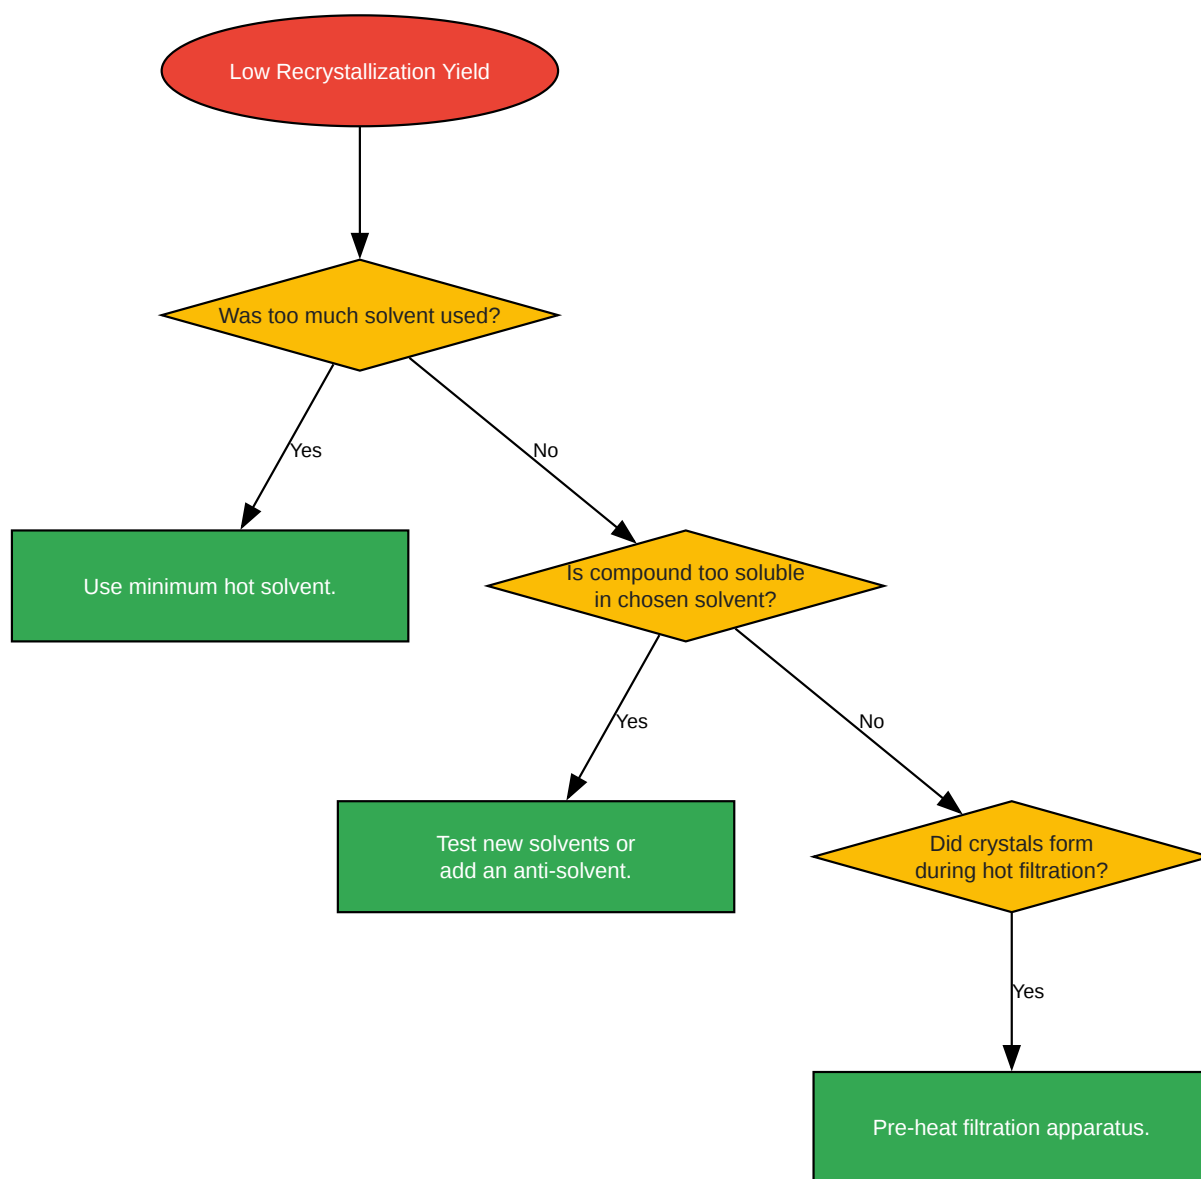 Low Recrystallization Yield
Was too much solvent used?
Yes
No
Use minimum hot solvent.
Is compound too soluble
in chosen solvent?
Yes
No
Test new solvents or
add an anti-solvent.
Did crystals form
during hot filtration?
Yes
Pre-heat filtration apparatus.